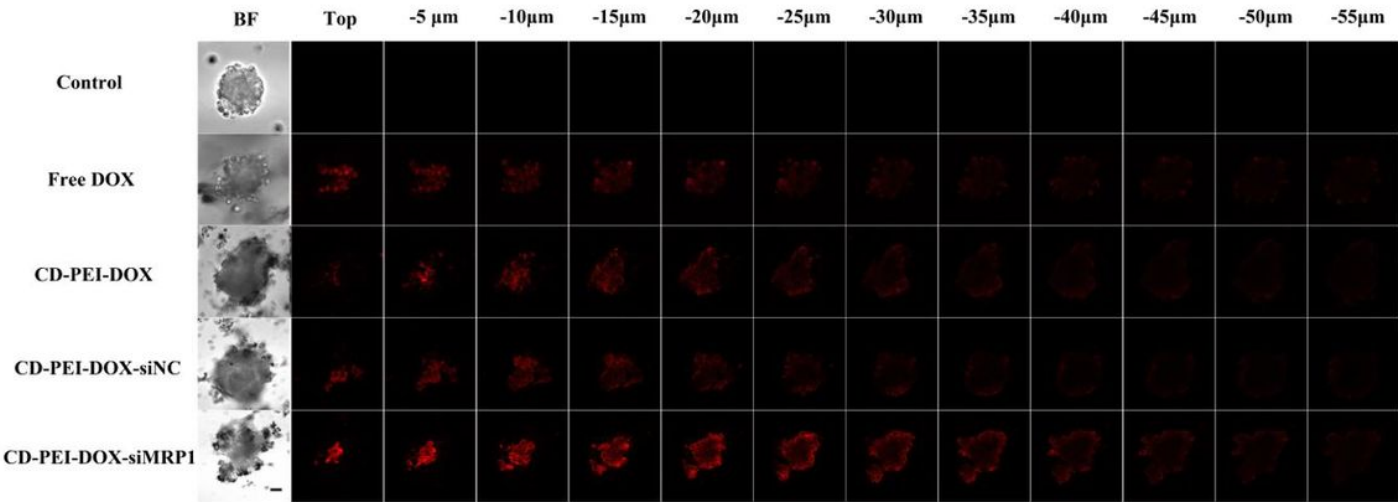 BF Top -5 μm -10μm -15μm -20μm -25μm -30μm -35μm -40μm -45μm -50μm -55μm
Control
Free DOX
CD-PEI-DOX
CD-PEI-DOX-siNC
CD-PEI-DOX-siMRP1